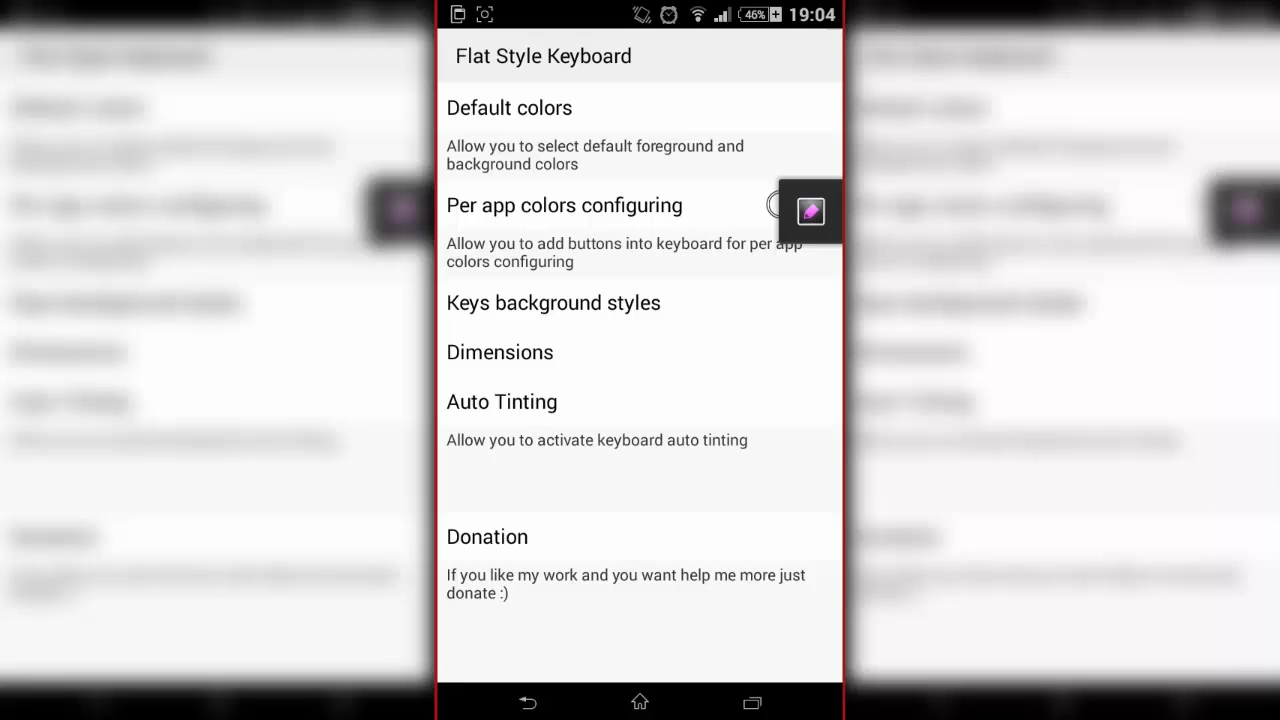 46%
19:04
Flat Style Keyboard
Default colors
Allow you to select default foreground and
background colors
Per app colors configuring
Allow you to add buttons into keyboard for per app
colors configuring
Keys background styles
Dimensions
Auto Tinting
Allow you to activate keyboard auto tinting
Donation
If you like my work and you want help me more just
donate :)